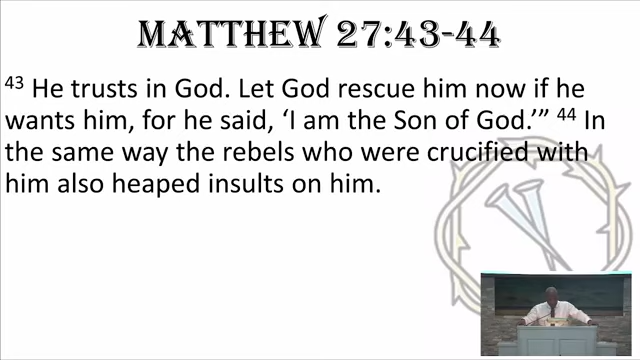 MATTHEW 27:43-44
43 He trusts in God. Let God rescue him now if he
wants him, for he said, ‘I am the Son of God.’” 44 In
the same way the rebels who were crucified with
him also heaped insults on him.